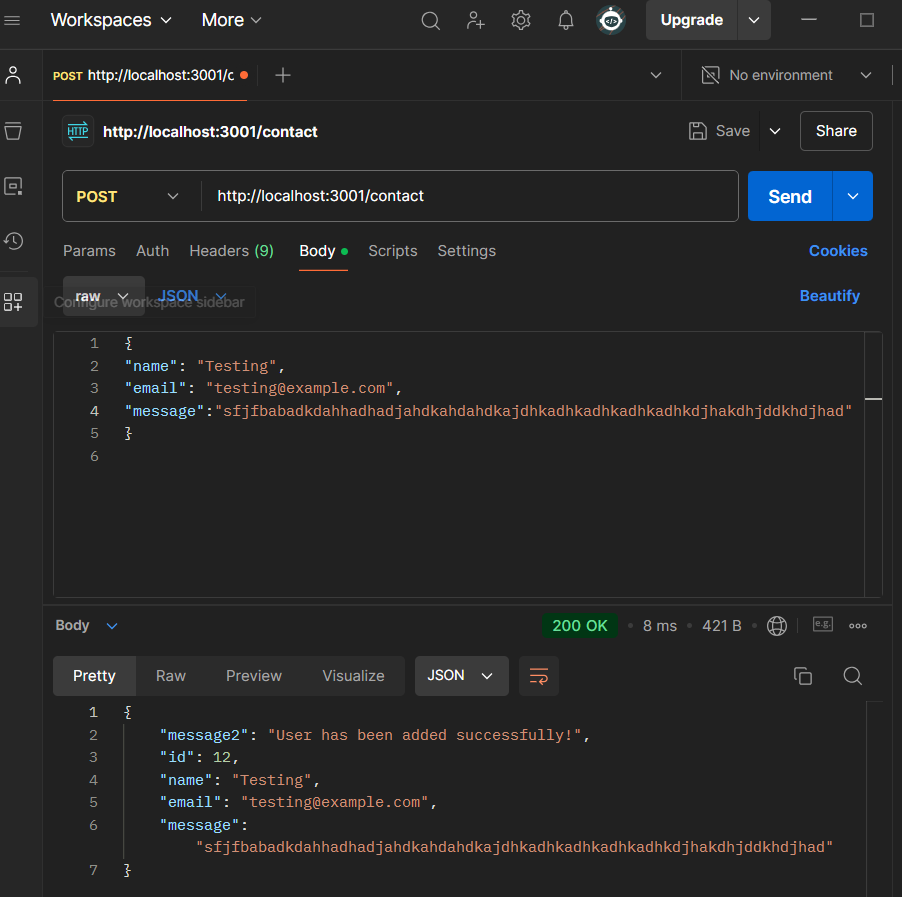 Workspaces More Upgrade
POST http://localhost:3001/c No environment
HTTP http://localhost:3001/contact Save Share
POST http://localhost:3001/contact Send
Params Auth Headers (9) Body Scripts Settings Cookies
raw JSON Beautify
Configure workspace sidebar
1 {
2 "name": "Testing",
3 "email": "testing@example.com",
4 "message":"sfjfbabadkdahhadhadjahdkahdahdkajdhkadhkadhkadhkadhkdjhakdhjddkhdjhad"
5 }
6
Body 200 OK 8 ms 421 B e.g.
Pretty Raw Preview Visualize JSON
1 {
2 "message2": "User has been added successfully!",
3 "id": 12,
4 "name": "Testing",
5 "email": "testing@example.com",
6 "message":
"sfjfbabadkdahhadhadjahdkahdahdkajdhkadhkadhkadhkadhkdjhakdhjddkhdjhad"
7 }